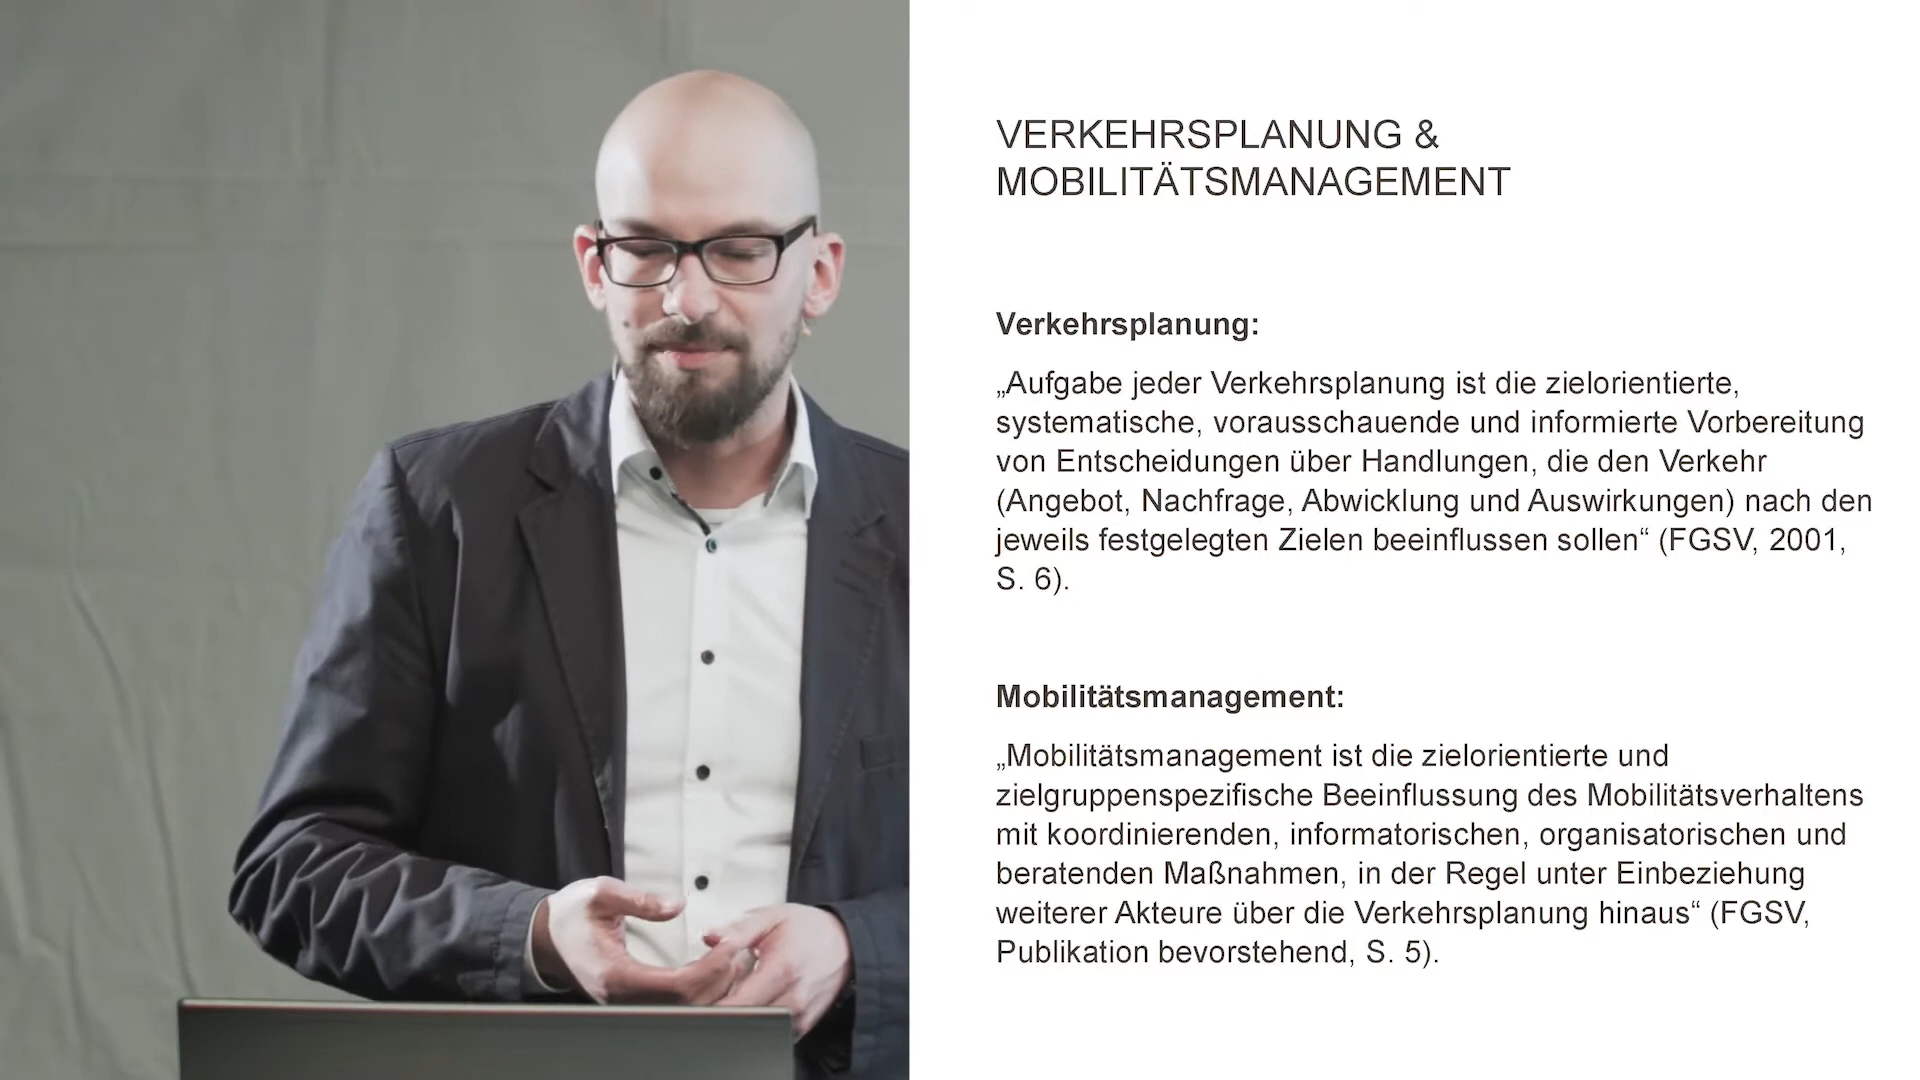 VERKEHRSPLANUNG &
MOBILITÄTSMANAGEMENT
Verkehrsplanung:
„Aufgabe jeder Verkehrsplanung ist die zielorientierte,
systematische, vorausschauende und informierte Vorbereitung
von Entscheidungen über Handlungen, die den Verkehr
(Angebot, Nachfrage, Abwicklung und Auswirkungen) nach den
jeweils festgelegten Zielen beeinflussen sollen“ (FGSV, 2001,
S. 6).
Mobilitätsmanagement:
„Mobilitätsmanagement ist die zielorientierte und
zielgruppenspezifische Beeinflussung des Mobilitätsverhaltens
mit koordinierenden, informatorischen, organisatorischen und
beratenden Maßnahmen, in der Regel unter Einbeziehung
weiterer Akteure über die Verkehrsplanung hinaus“ (FGSV,
Publikation bevorstehend, S. 5).